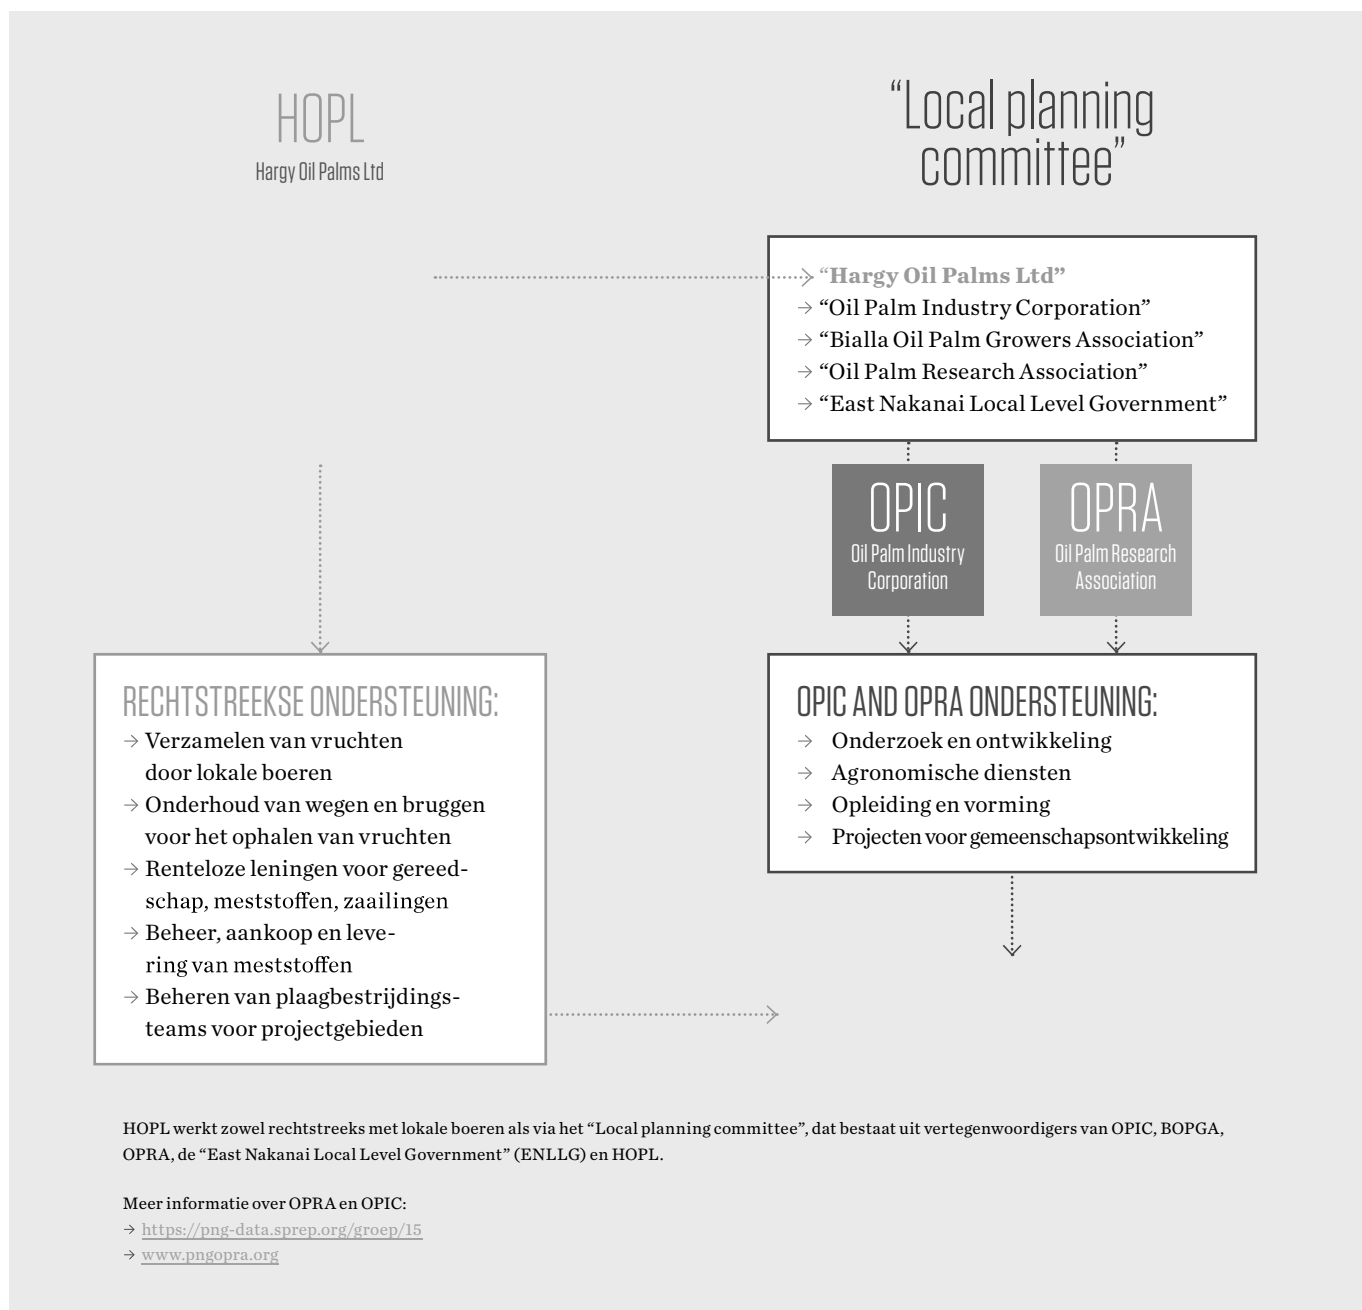 HOPL
Hargy Oil Palms Ltd
“Local planning
committee”
→ “Hargy Oil Palms Ltd”
→ “Oil Palm Industry Corporation”
→ “Bialla Oil Palm Growers Association”
→ “Oil Palm Research Association”
→ “East Nakanai Local Level Government”
OPIC
Oil Palm Industry
Corporation
OPRA
Oil Palm Research
Association
RECHTSTREEKSE ONDERSTEUNING:
→ Verzamelen van vruchten
door lokale boeren
→ Onderhoud van wegen en bruggen
voor het ophalen van vruchten
→ Renteloze leningen voor gereed-
schap, meststoffen, zaailingen
→ Beheer, aankoop en leve-
ring van meststoffen
→ Beheren van plaagbestrijdings-
teams voor projectgebieden
OPIC AND OPRA ONDERSTEUNING:
→ Onderzoek en ontwikkeling
→ Agronomische diensten
→ Opleiding en vorming
→ Projecten voor gemeenschapsontwikkeling
HOPL werkt zowel rechtstreeks met lokale boeren als via het “Local planning committee”, dat bestaat uit vertegenwoordigers van OPIC, BOPGA,
OPRA, de “East Nakanai Local Level Government” (ENLLG) en HOPL.
Meer informatie over OPRA en OPIC:
→ https://png-data.sprep.org/groep/15
→ www.pngopra.org